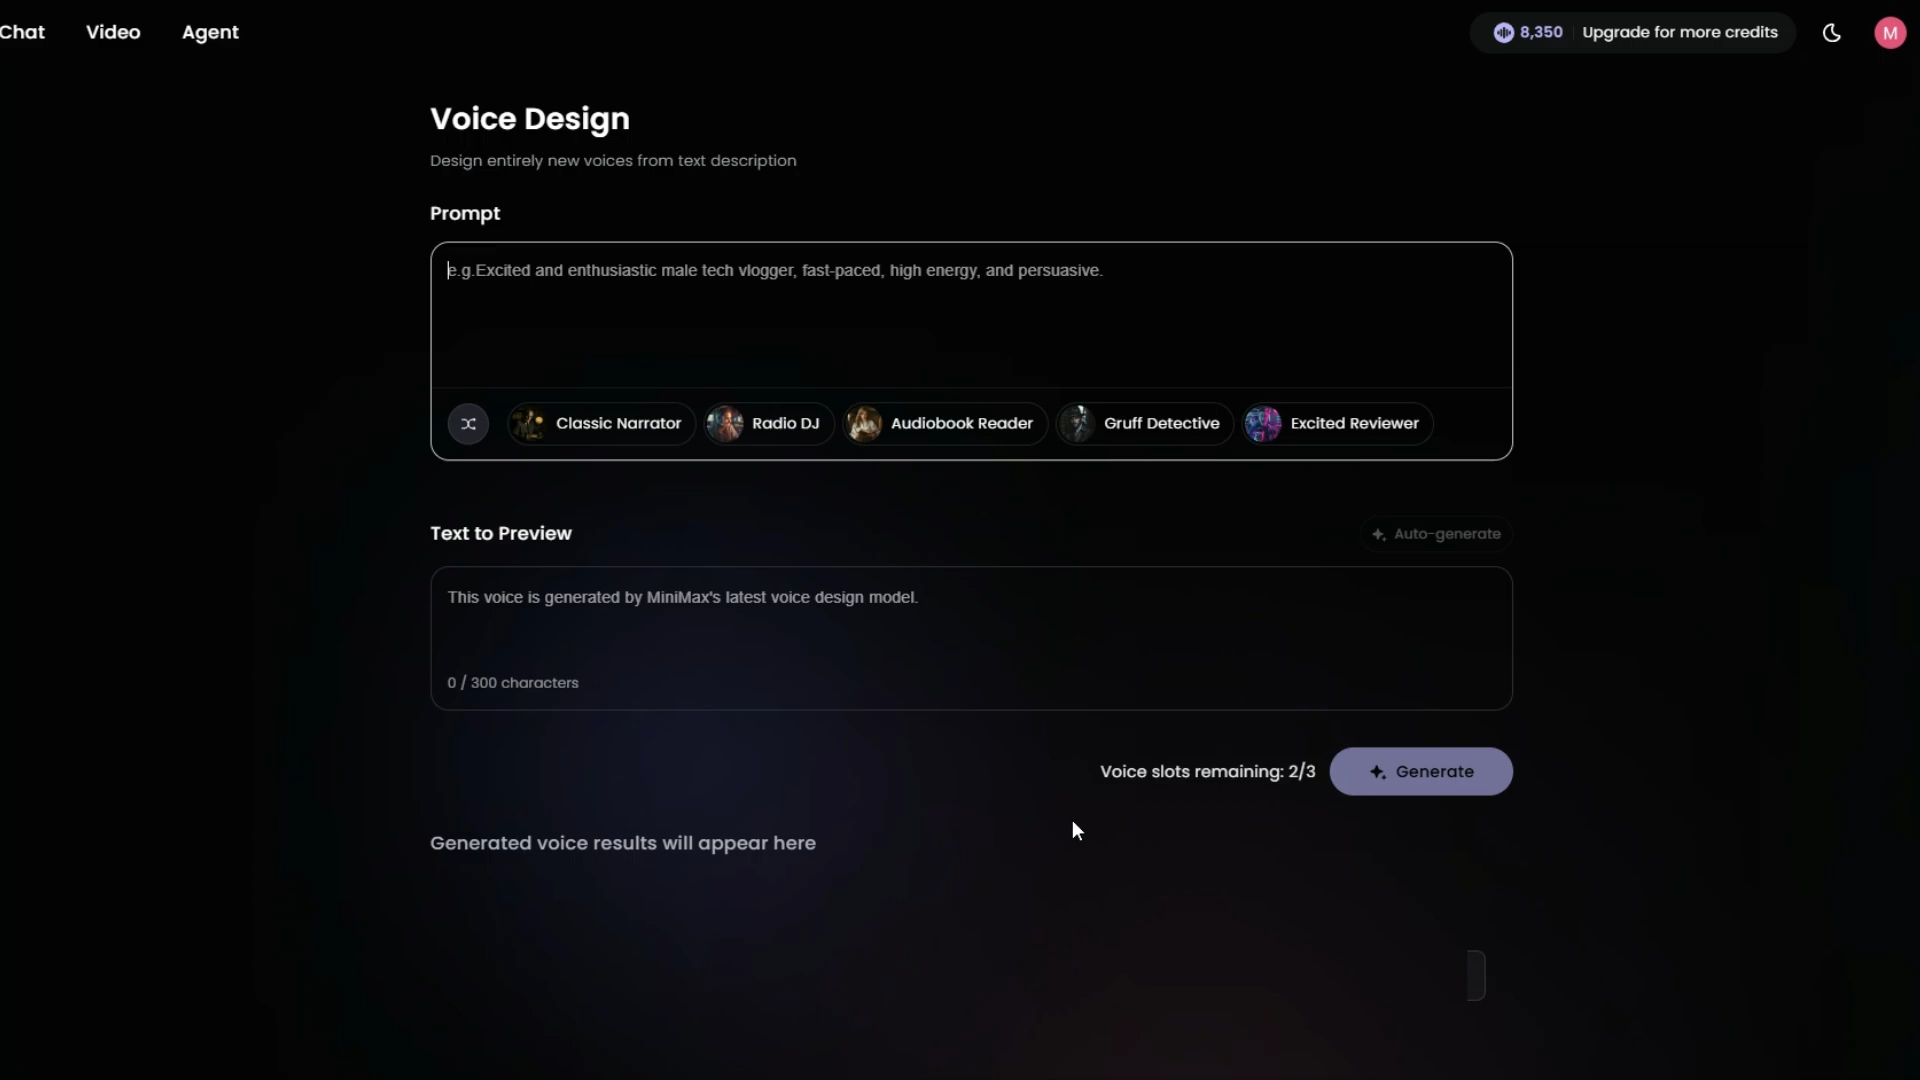 Chat Video Agent 8,350 Upgrade for more credits M
Voice Design
Design entirely new voices from text description
Prompt
e.g.Excited and enthusiastic male tech vlogger, fast-paced, high energy, and persuasive.
Classic Narrator Radio DJ Audiobook Reader Gruff Detective Excited Reviewer
Text to Preview Auto-generate
This voice is generated by MiniMax's latest voice design model.
0 / 300 characters
Voice slots remaining: 2/3 Generate
Generated voice results will appear here